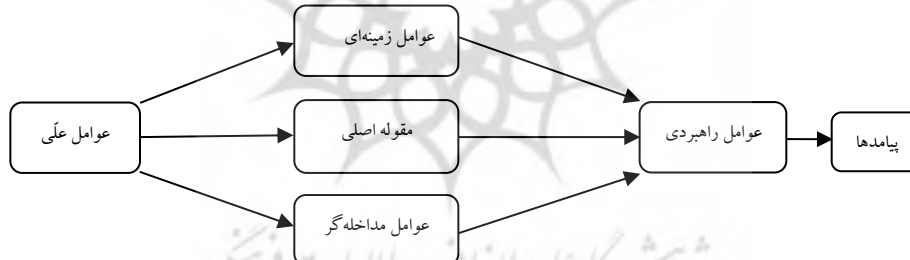 عوامل زمینه‌ای
عوامل علّی
مقوله اصلی
عوامل راهبردی
پیامدها
عوامل مداخله‌گر